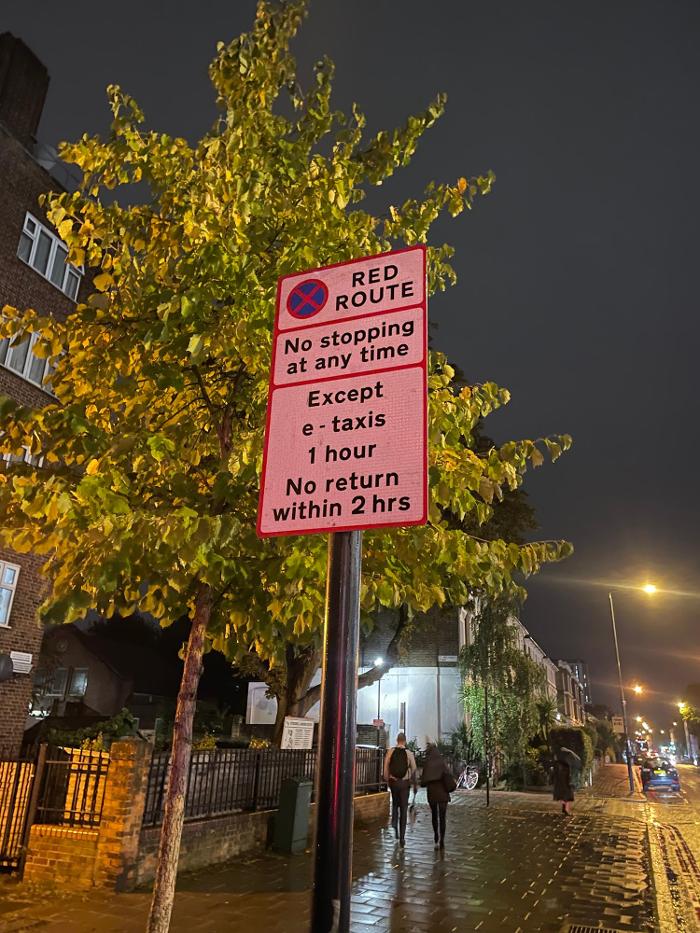 RED
ROUTE
No stopping
at any time
Except
e-taxis
1 hour
No return
within 2 hrs